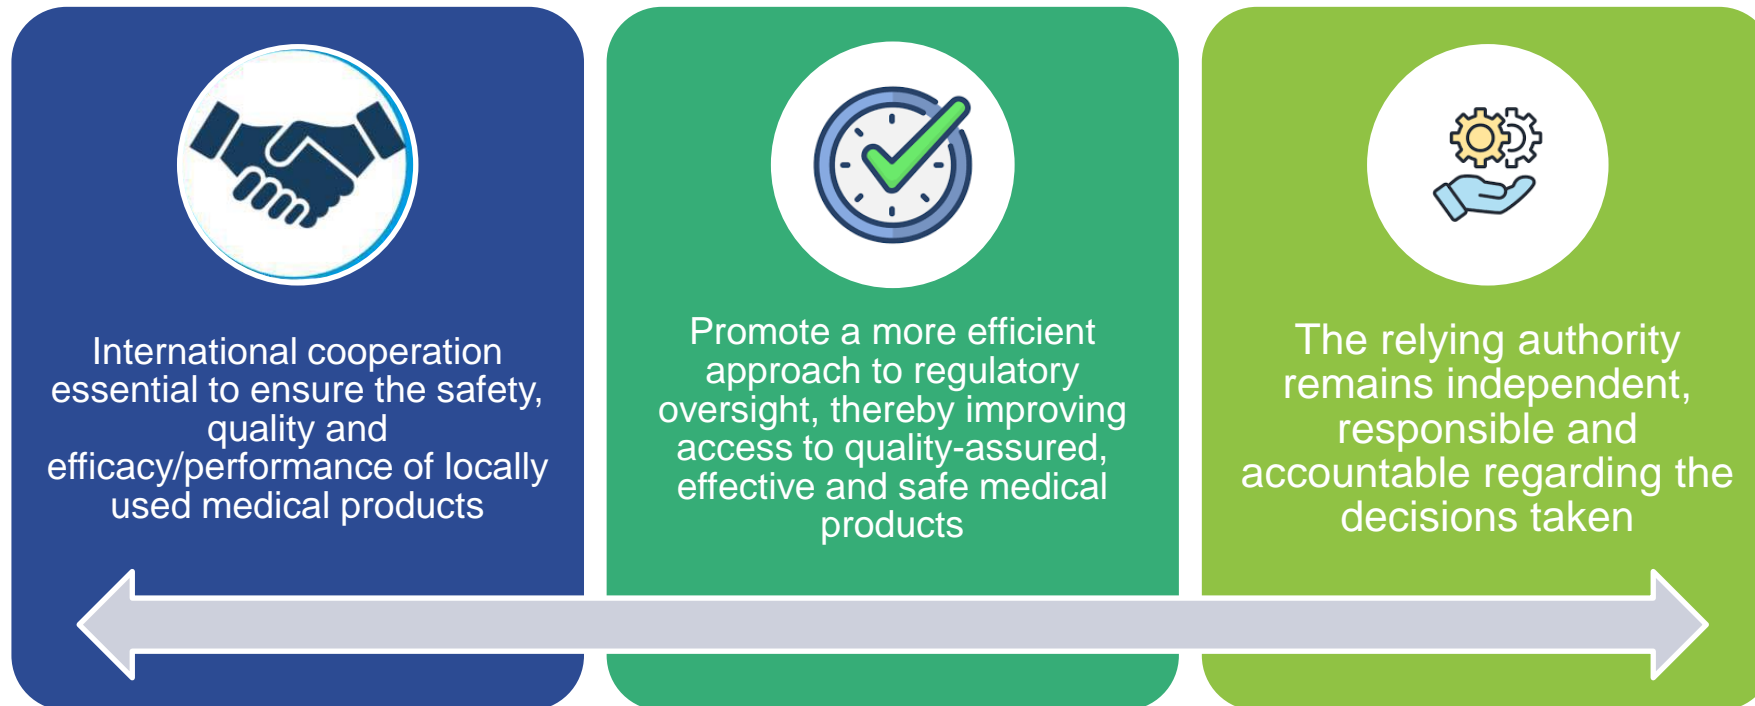 International cooperation
essential to ensure the safety,
quality and
efficacy/performance of locally
used medical products
Promote a more efficient
approach to regulatory
oversight, thereby improving
access to quality-assured,
effective and safe medical
products
The relying authority
remains independent,
responsible and
accountable regarding the
decisions taken